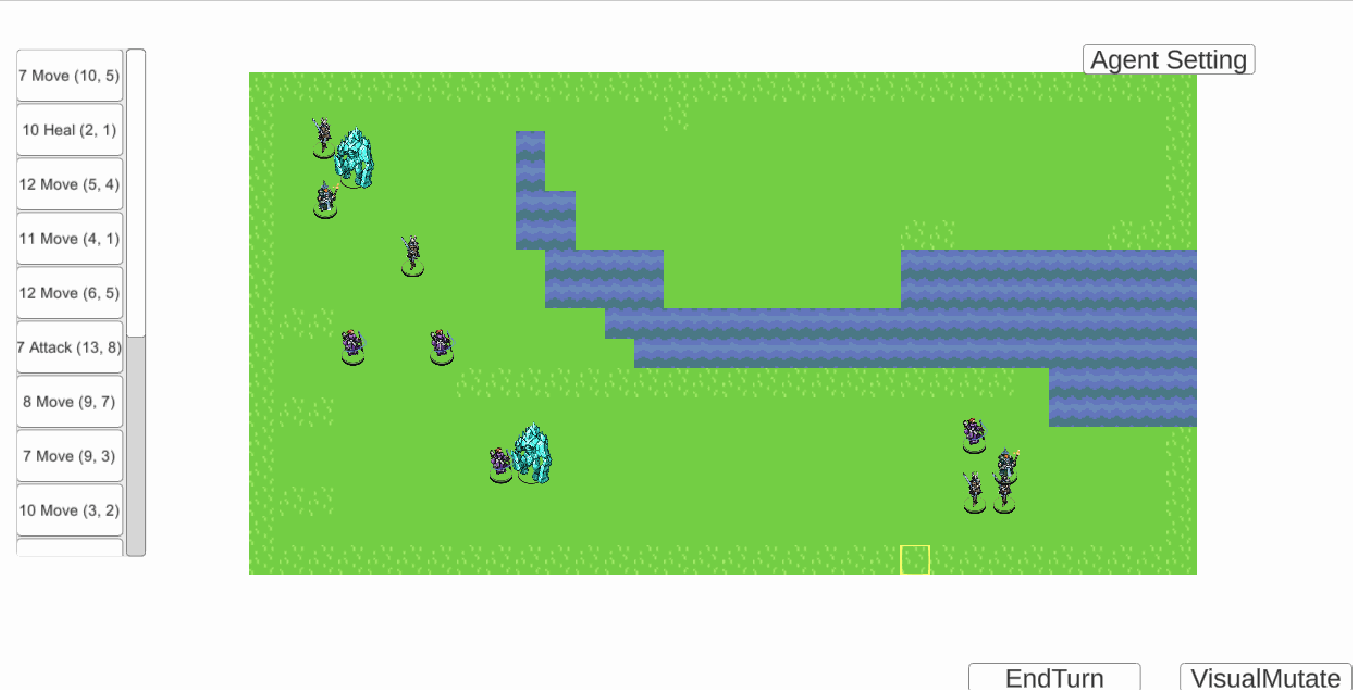 Agent Setting
7 Move (10, 5)
10 Heal (2, 1)
12 Move (5, 4)
11 Move (4, 1)
12 Move (6, 5)
7 Attack (13, 8)
8 Move (9, 7)
7 Move (9, 3)
10 Move (3, 2)
EndTurn
VisualMutate